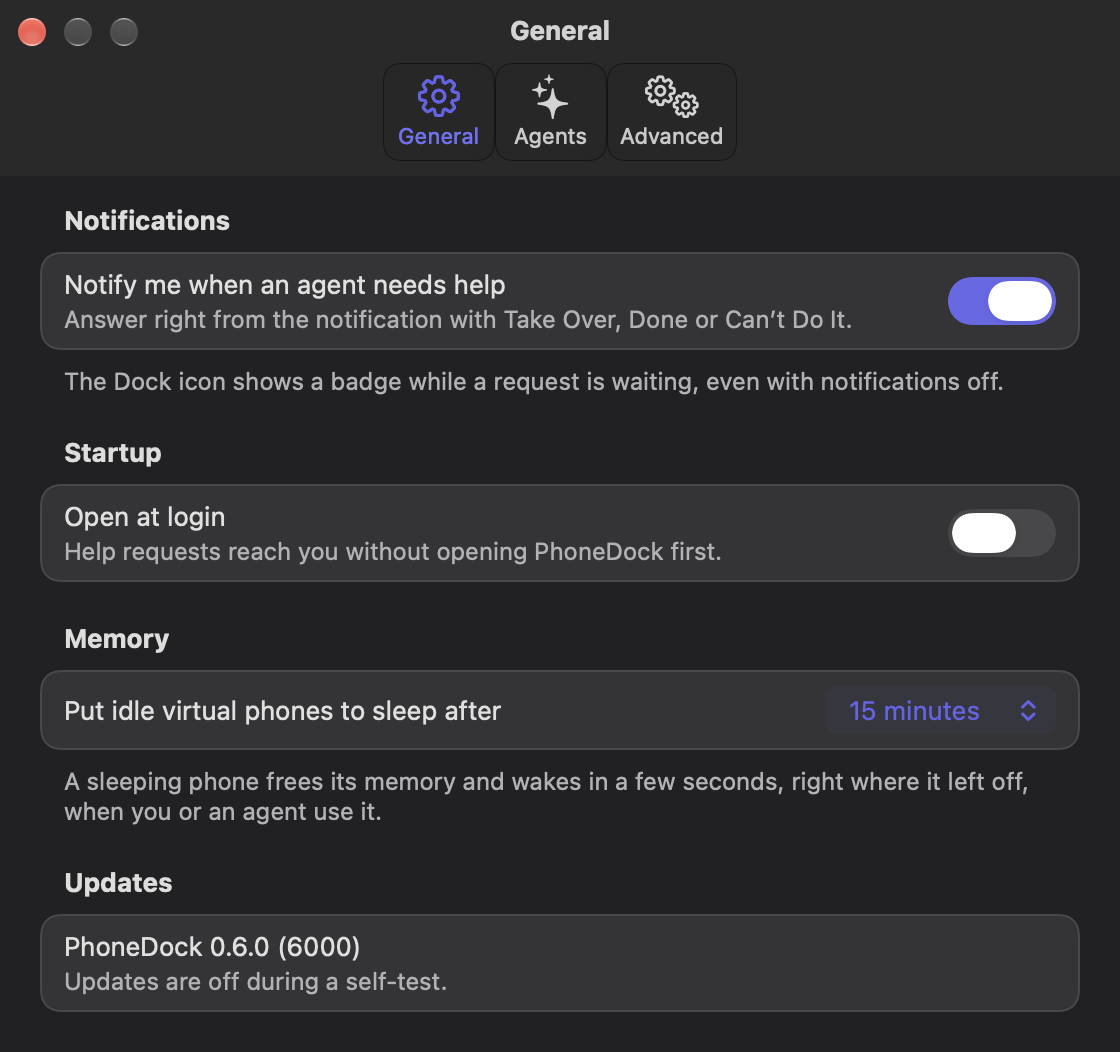 General
General
Agents
Advanced
Notifications
Notify me when an agent needs help
Answer right from the notification with Take Over, Done or Can’t Do It.
The Dock icon shows a badge while a request is waiting, even with notifications off.
Startup
Open at login
Help requests reach you without opening PhoneDock first.
Memory
Put idle virtual phones to sleep after
15 minutes
A sleeping phone frees its memory and wakes in a few seconds, right where it left off,
when you or an agent use it.
Updates
PhoneDock 0.6.0 (6000)
Updates are off during a self-test.